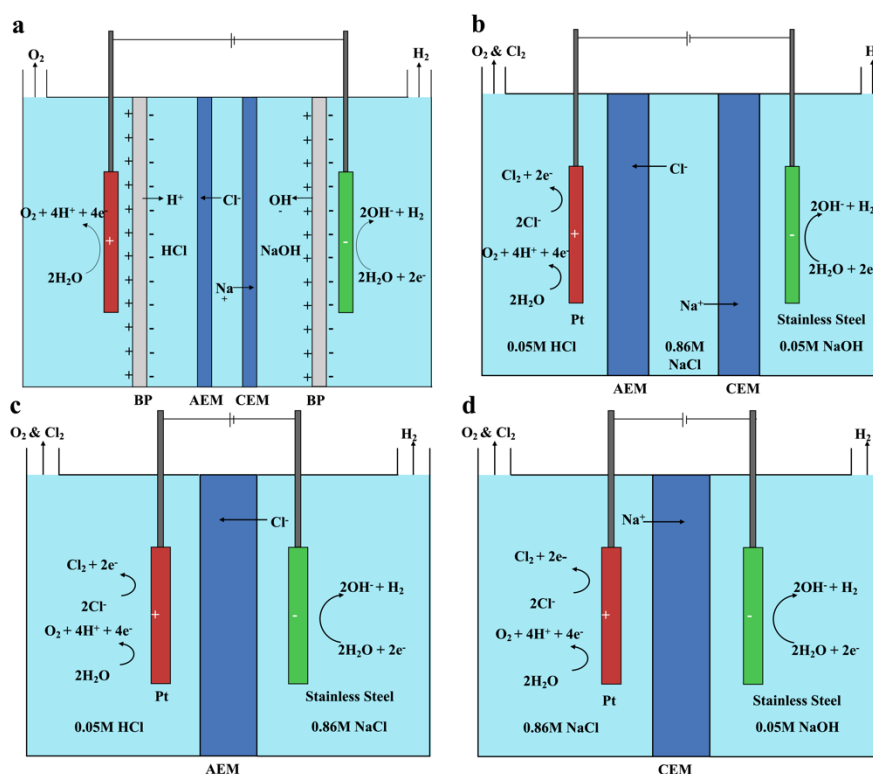 a
O₂
H₂
+ -
H⁺
Cl⁻
OH
-
O₂ + 4H⁺ + 4e⁻
2OH⁻ + H₂
+
HCl
NaOH
-
2H₂O
Na
+
2H₂O + 2e⁻
BP
AEM
CEM
BP
b
O₂ & Cl₂
H
Cl₂ + 2e⁻
Cl⁻
2Cl⁻
2OH⁻ + H₂
O₂ + 4H⁺ + 4e⁻
+
-
2H₂O
2H₂O + 2e
Na⁺
Pt
Stainless Steel
0.05M HCl
0.86M
NaCl
0.05M NaOH
AEM
CEM
c
O₂ & Cl₂
H₂
Cl⁻
Cl₂ + 2e⁻
2Cl⁻
2OH⁻ + H₂
+
-
O₂ + 4H⁺ + 4e⁻
2H₂O
2H₂O + 2e⁻
Pt
Stainless Steel
0.05M HCl
0.86M NaCl
AEM
d
O₂ & Cl₂
H₂
Na⁺
Cl₂ + 2e-
2Cl⁻
2OH⁻ + H₂
+
-
O₂ + 4H⁺ + 4e⁻
2H₂O
2H₂O + 2e⁻
Pt
Stainless Steel
0.86M NaCl
0.05M NaOH
CEM